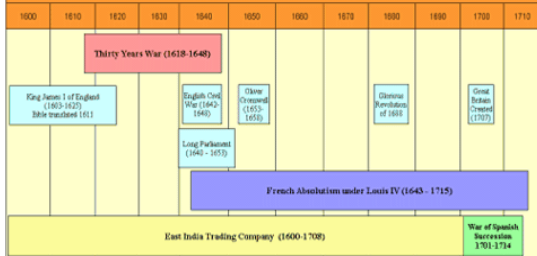 1600 1610 1820 1630 1640 1650 1660 1670 1680 1690 1700 1710
Thirty Years War (1618-1648)
King James I of England
(1603-1625)
Bible translated 1611
English Civil
War (1642-
1648)
Oliver
Cromwell
(1653-
1658)
Glorious
Revolution
of 1688
Great
Britain
Created
(1707)
Long Parliament
(1640 - 1653)
French Absolutism under Louis IV (1643 - 1715)
East India Trading Company (1600-1708)
War of Spanish
Succession
1701-1714